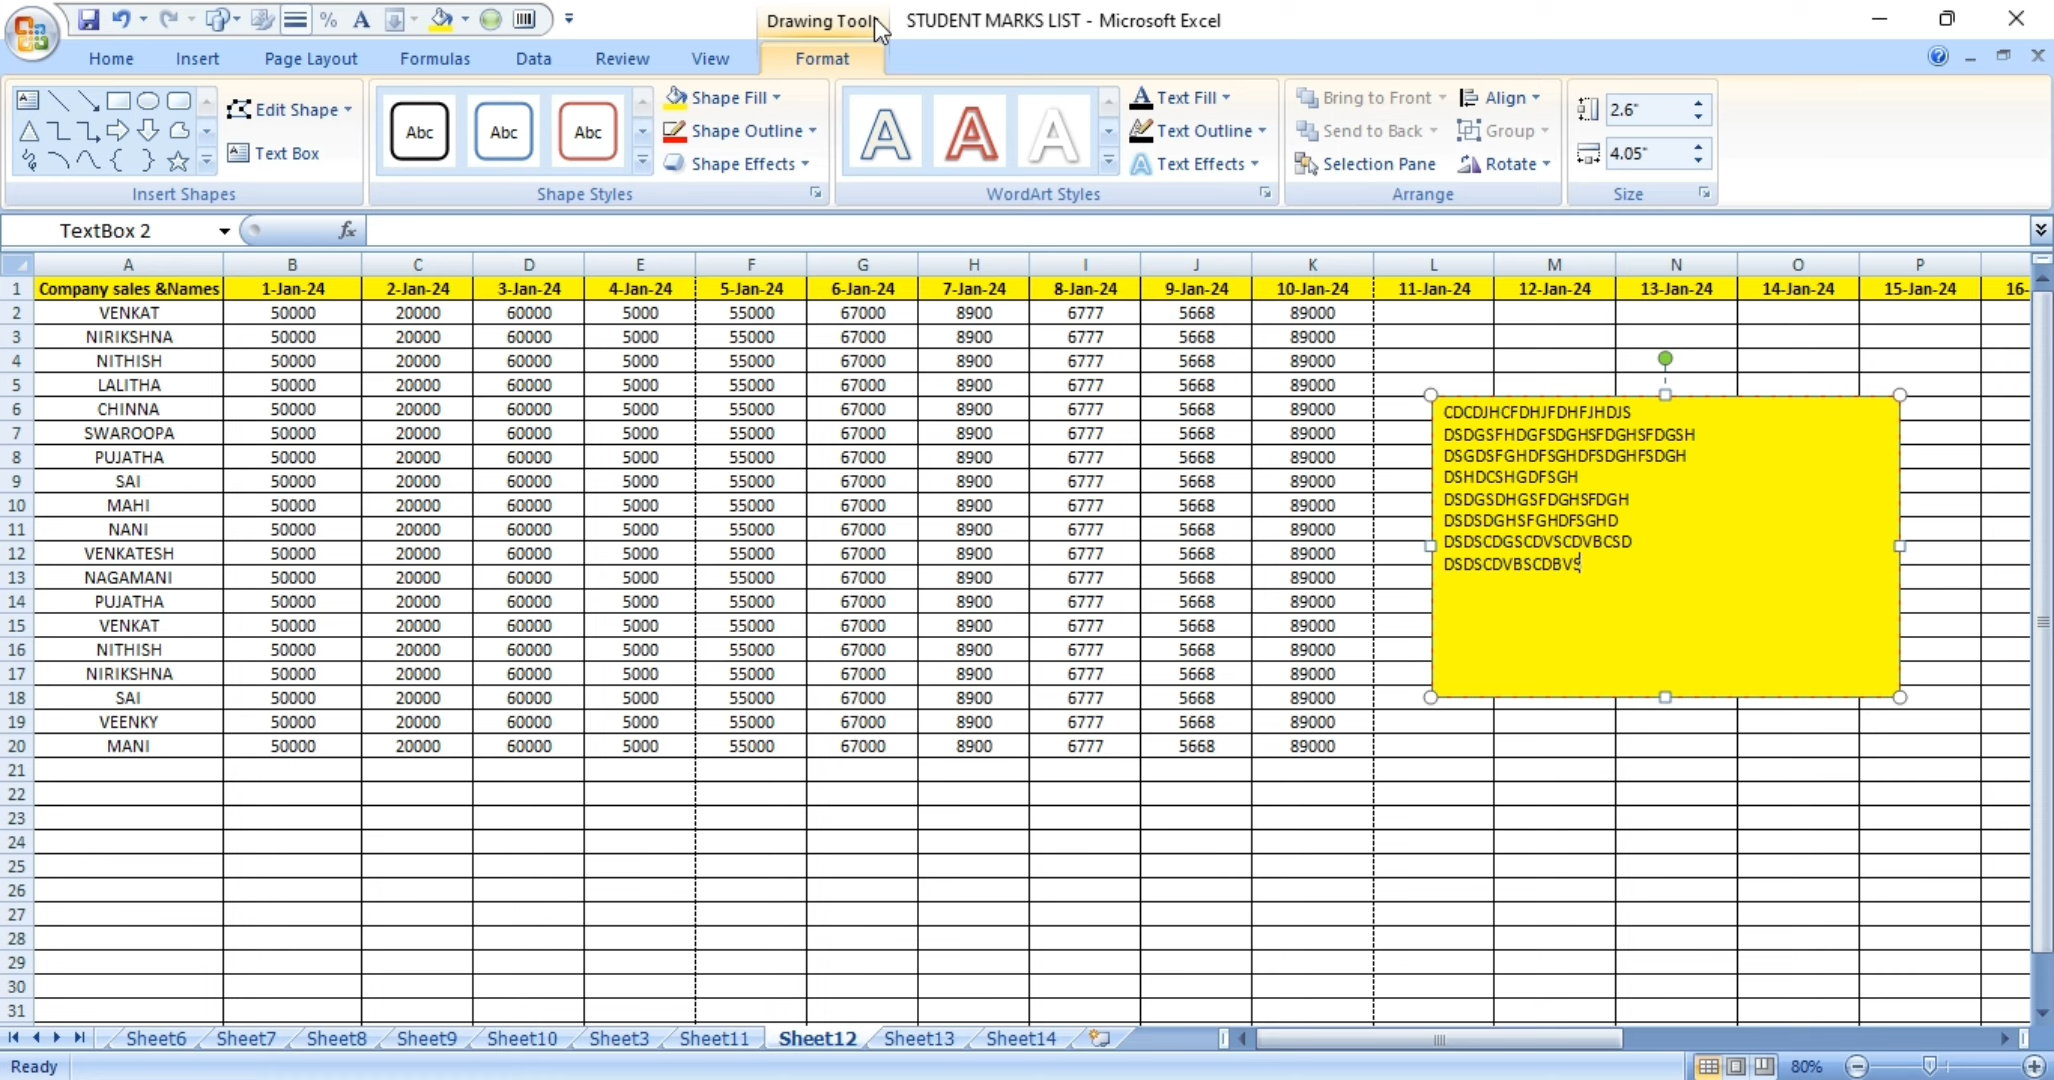 Drawing Tools STUDENT MARKS LIST - Microsoft Excel
Home Insert Page Layout Formulas Data Review View Format
Edit Shape
Text Box
Insert Shapes
Abc Abc Abc
Shape Fill
Shape Outline
Shape Effects
Shape Styles
Text Fill
Text Outline
Text Effects
WordArt Styles
Bring to Front Align
Send to Back Group
Selection Pane Rotate
Arrange
2.6"
4.05"
Size
TextBox 2 fx
A B C D E F G H I J K L M N O P
1 Company sales &Names 1-Jan-24 2-Jan-24 3-Jan-24 4-Jan-24 5-Jan-24 6-Jan-24 7-Jan-24 8-Jan-24 9-Jan-24 10-Jan-24 11-Jan-24 12-Jan-24 13-Jan-24 14-Jan-24 15-Jan-24 16-
2 VENKAT 50000 20000 60000 5000 55000 67000 8900 6777 5668 89000
3 NIRIKSHNA 50000 20000 60000 5000 55000 67000 8900 6777 5668 89000
4 NITHISH 50000 20000 60000 5000 55000 67000 8900 6777 5668 89000
5 LALITHA 50000 20000 60000 5000 55000 67000 8900 6777 5668 89000
6 CHINNA 50000 20000 60000 5000 55000 67000 8900 6777 5668 89000
7 SWAROOPA 50000 20000 60000 5000 55000 67000 8900 6777 5668 89000
8 PUJATHA 50000 20000 60000 5000 55000 67000 8900 6777 5668 89000
9 SAI 50000 20000 60000 5000 55000 67000 8900 6777 5668 89000
10 MAHI 50000 20000 60000 5000 55000 67000 8900 6777 5668 89000
11 NANI 50000 20000 60000 5000 55000 67000 8900 6777 5668 89000
12 VENKATESH 50000 20000 60000 5000 55000 67000 8900 6777 5668 89000
13 NAGAMANI 50000 20000 60000 5000 55000 67000 8900 6777 5668 89000
14 PUJATHA 50000 20000 60000 5000 55000 67000 8900 6777 5668 89000
15 VENKAT 50000 20000 60000 5000 55000 67000 8900 6777 5668 89000
16 NITHISH 50000 20000 60000 5000 55000 67000 8900 6777 5668 89000
17 NIRIKSHNA 50000 20000 60000 5000 55000 67000 8900 6777 5668 89000
18 SAI 50000 20000 60000 5000 55000 67000 8900 6777 5668 89000
19 VEENKY 50000 20000 60000 5000 55000 67000 8900 6777 5668 89000
20 MANI 50000 20000 60000 5000 55000 67000 8900 6777 5668 89000
21
22
23
24
25
26
27
28
29
30
31
CDCDJHCFDHJFDHFJHDJS
DSDGSFHDGFSDGHSFDGHSFDGSH
DSGDSFGHDFSGHDFSDGHFSDGH
DSHDCSHGDFSGH
DSDGSDHGSFDGHSFDGH
DSDSDGHSFGHDFSGHD
DSDSCDGSCDVSCDVBCSD
DSDSCDVBSCDBVS
Sheet6 Sheet7 Sheet8 Sheet9 Sheet10 Sheet3 Sheet11 Sheet12 Sheet13 Sheet14
Ready 80%